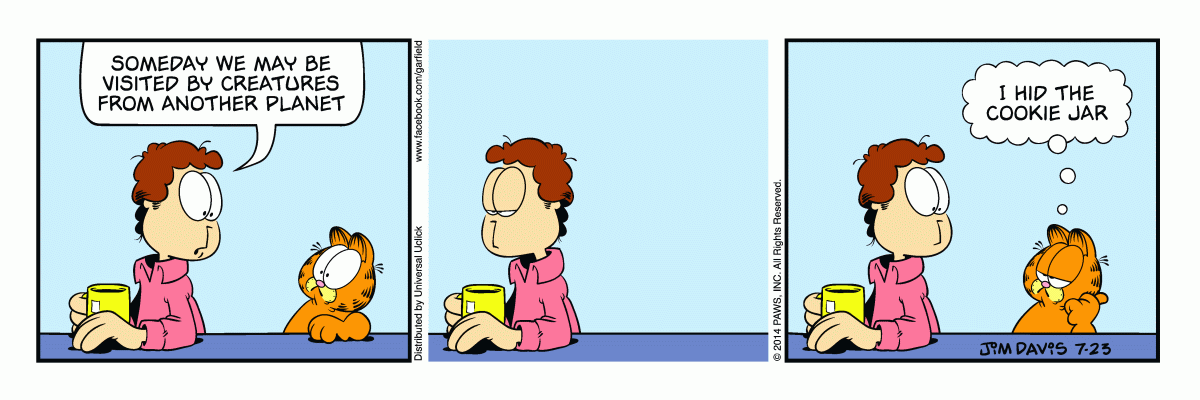 SOMEDAY WE MAY BE
VISITED BY CREATURES
FROM ANOTHER PLANET
www.facebook.com/garfield
Distributed by Universal Uclick
© 2014 PAWS, INC. All Rights Reserved.
I HID THE
COOKIE JAR
JIM DAVIS 7-23